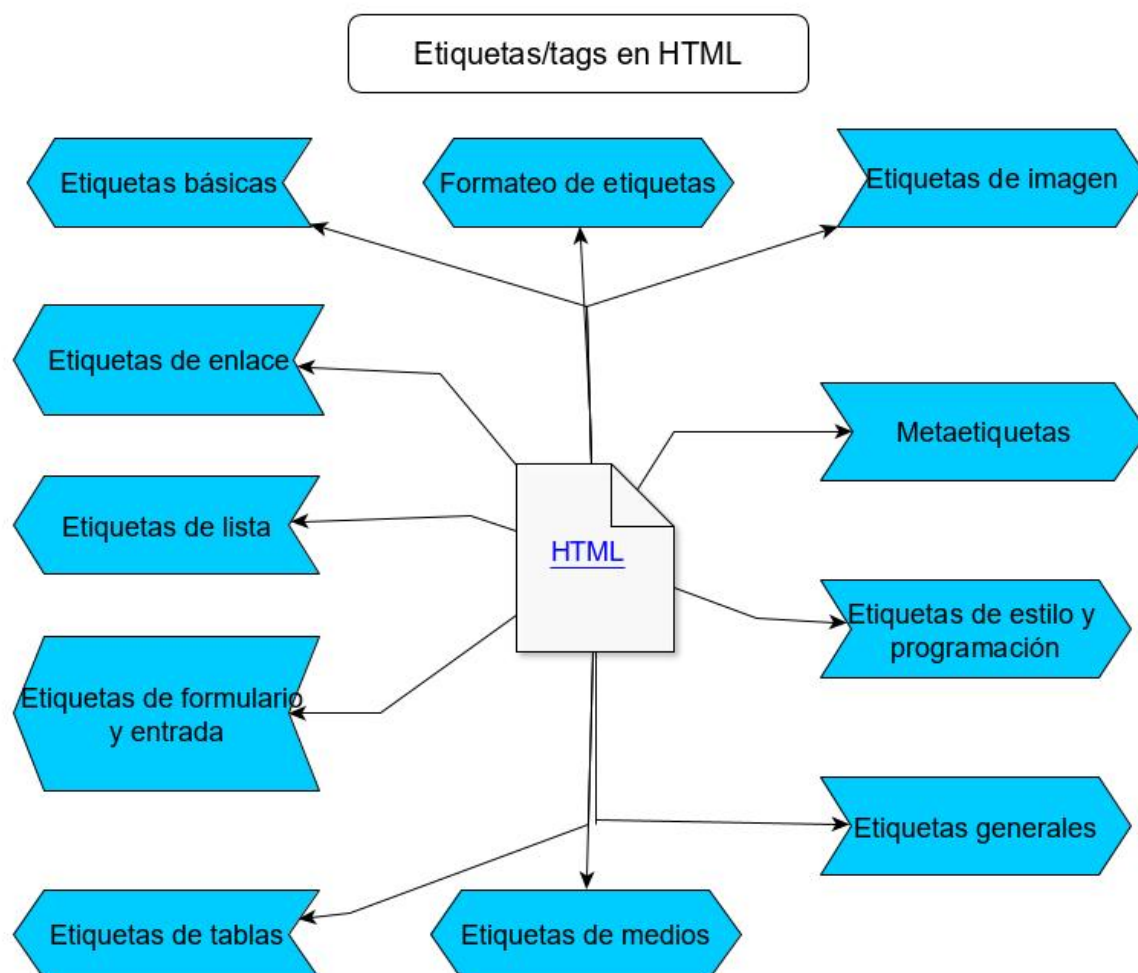 Etiquetas/tags en HTML
Etiquetas básicas
Formateo de etiquetas
Etiquetas de imagen
Etiquetas de enlace
Metaetiquetas
Etiquetas de lista
HTML
Etiquetas de estilo y
programación
Etiquetas de formulario
y entrada
Etiquetas generales
Etiquetas de tablas
Etiquetas de medios